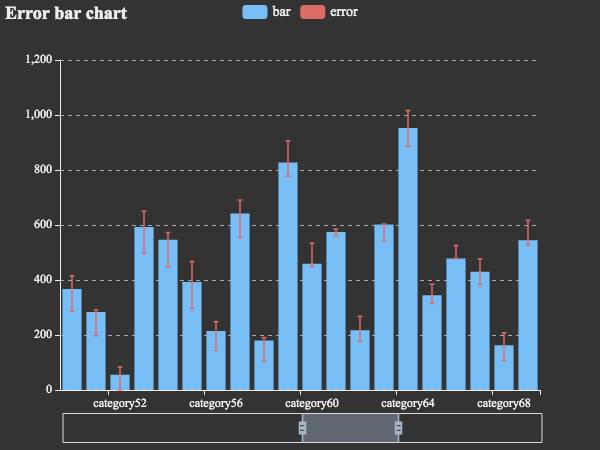 Error bar chart
bar error
1,200
1,000
800
600
400
200
0
category52 category56 category60 category64 category68